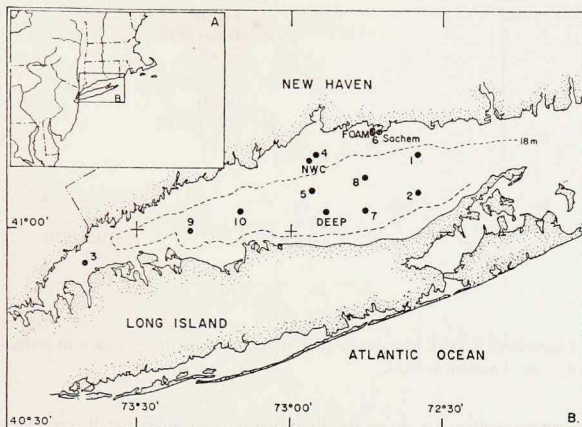 A
B
NEW HAVEN
FOAM
6 Sachem
4
NWC
1
18m
8
5
2
9
10
DEEP
7
41°00'
3
LONG ISLAND
ATLANTIC OCEAN
40°30'
73°30'
73°00'
72°30'
B.